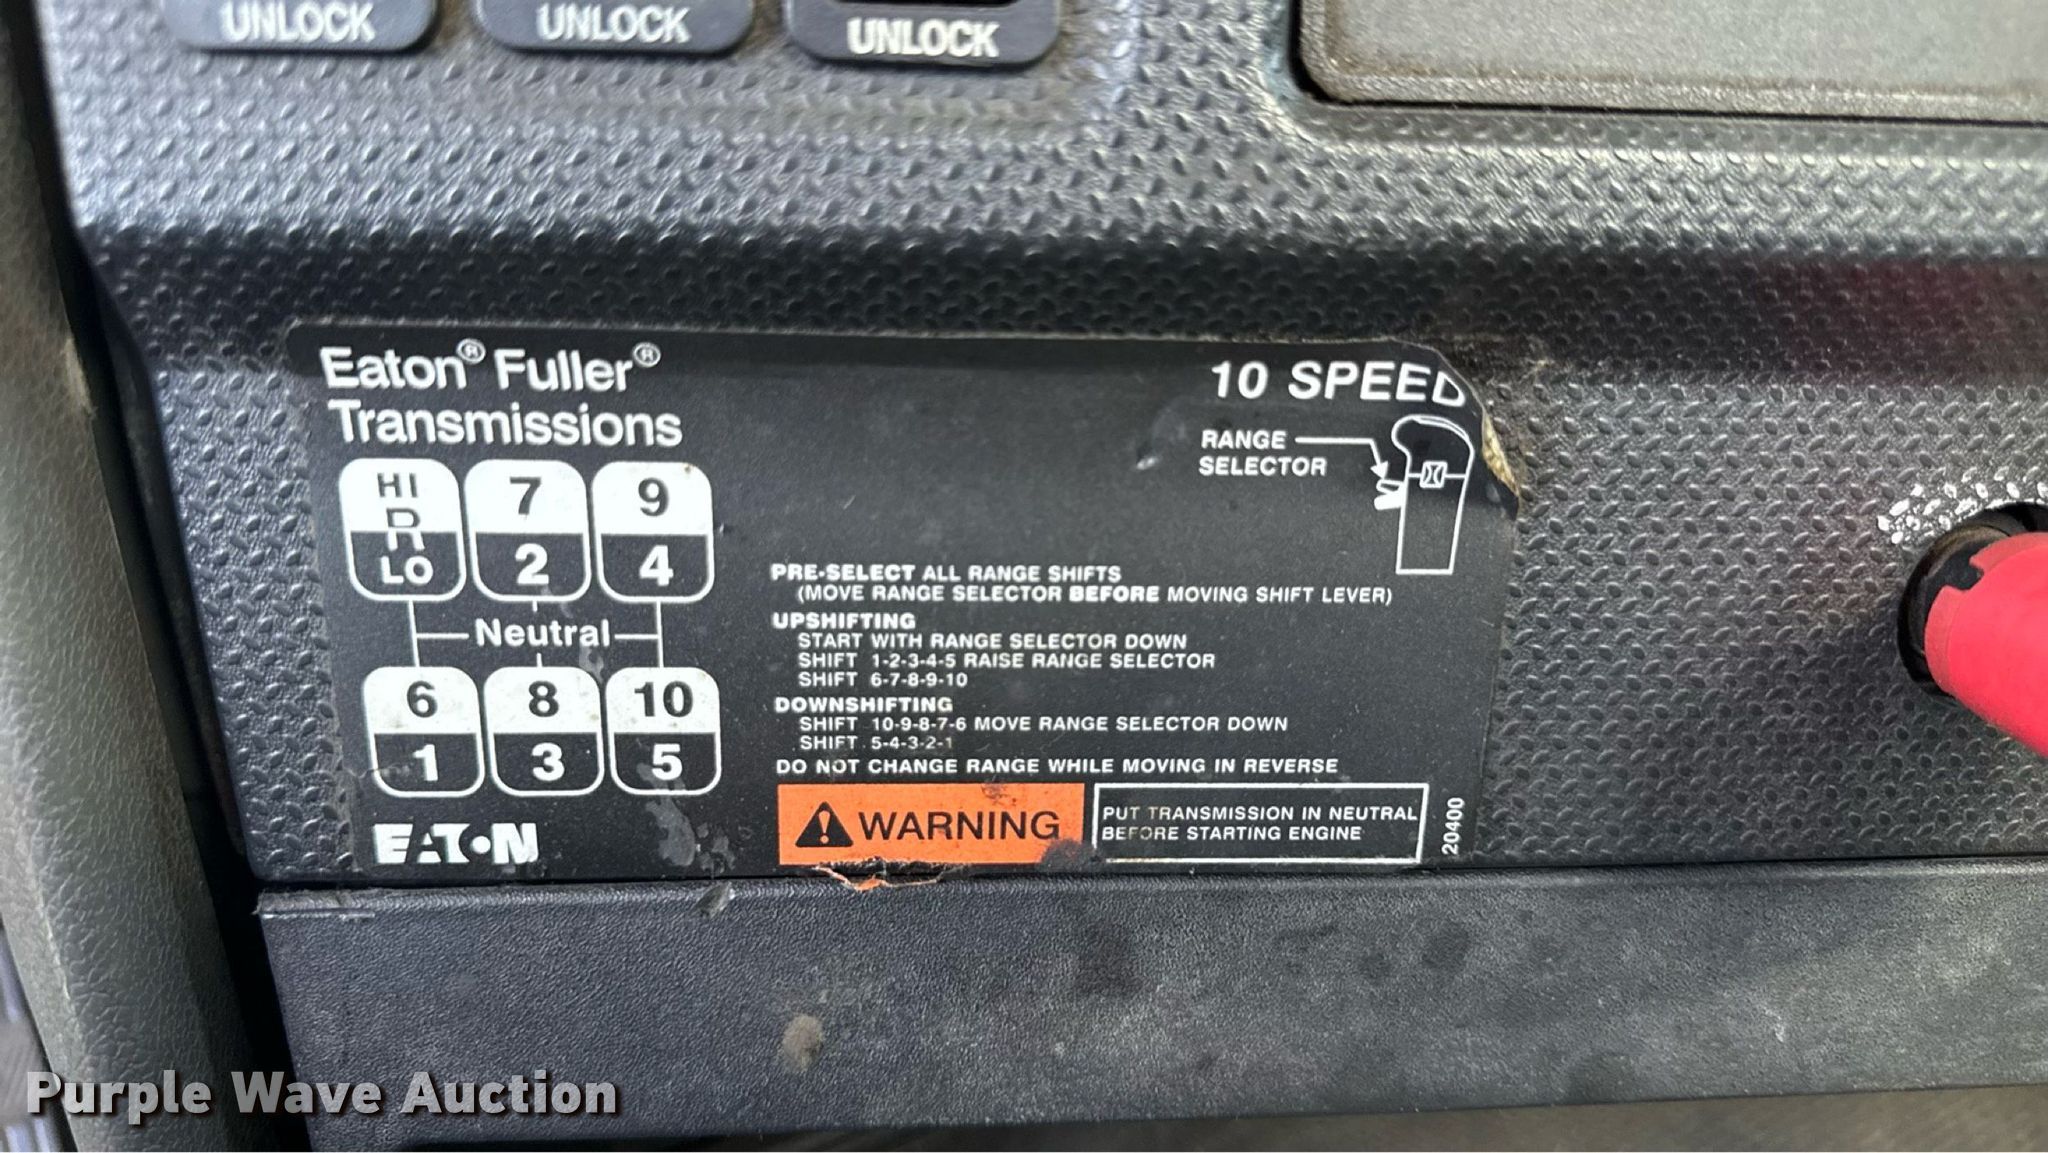 UNLOCK UNLOCK UNLOCK
Eaton® Fuller®
Transmissions
10 SPEED
RANGE
SELECTOR
HI
R
LO
7
2
9
4
Neutral
6
1
8
3
10
5
EATON
PRE-SELECT ALL RANGE SHIFTS
(MOVE RANGE SELECTOR BEFORE MOVING SHIFT LEVER)
UPSHIFTING
START WITH RANGE SELECTOR DOWN
SHIFT 1-2-3-4-5 RAISE RANGE SELECTOR
SHIFT 6-7-8-9-10
DOWNSHIFTING
SHIFT 10-9-8-7-6 MOVE RANGE SELECTOR DOWN
SHIFT 5-4-3-2-1
DO NOT CHANGE RANGE WHILE MOVING IN REVERSE
WARNING
PUT TRANSMISSION IN NEUTRAL
BEFORE STARTING ENGINE
20400
Purple Wave Auction